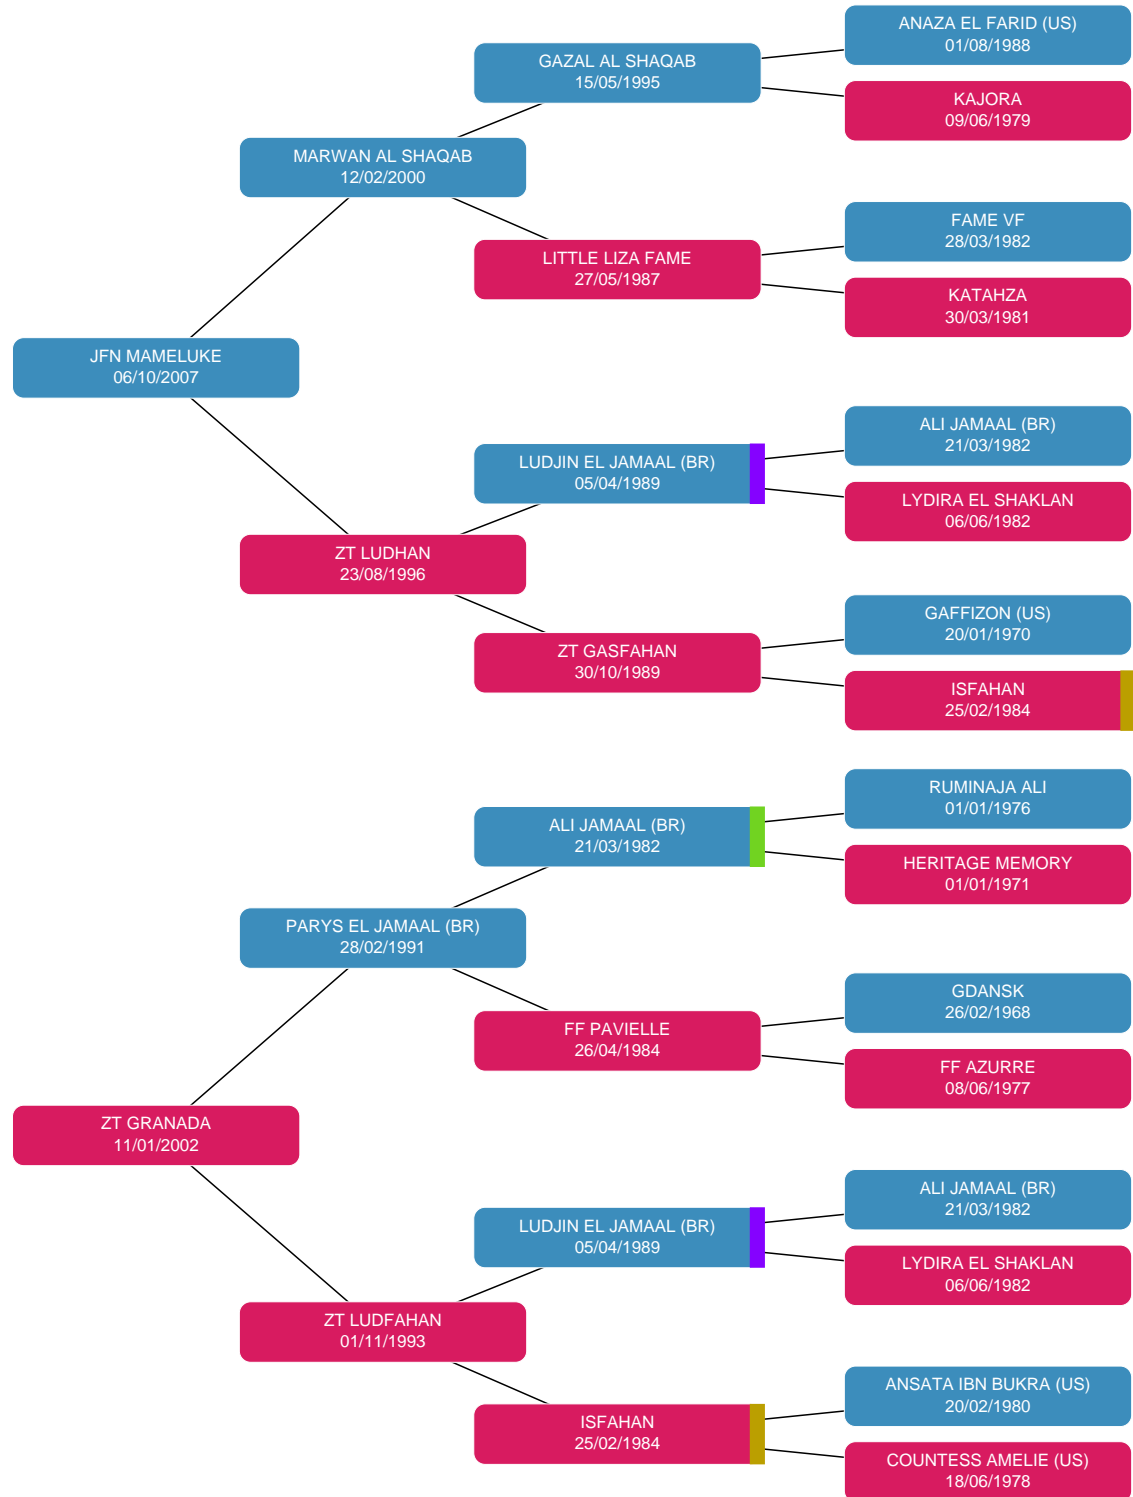 ANAZA EL FARID (US)
01/08/1988
GAZAL AL SHAQAB
15/05/1995
KAJORA
09/06/1979
MARWAN AL SHAQAB
12/02/2000
FAME VF
28/03/1982
LITTLE LIZA FAME
27/05/1987
KATAHZA
30/03/1981
JFN MAMELUKE
06/10/2007
ALI JAMAAL (BR)
21/03/1982
LUDJIN EL JAMAAL (BR)
05/04/1989
LYDIRA EL SHAKLAN
06/06/1982
ZT LUDHAN
23/08/1996
GAFFIZON (US)
20/01/1970
ZT GASFAHAN
30/10/1989
ISFAHAN
25/02/1984
RUMINAJA ALI
01/01/1976
ALI JAMAAL (BR)
21/03/1982
HERITAGE MEMORY
01/01/1971
PARYS EL JAMAAL (BR)
28/02/1991
GDANSK
26/02/1968
FF PAVIELLE
26/04/1984
FF AZURRE
08/06/1977
ZT GRANADA
11/01/2002
ALI JAMAAL (BR)
21/03/1982
LUDJIN EL JAMAAL (BR)
05/04/1989
LYDIRA EL SHAKLAN
06/06/1982
ZT LUDFAHAN
01/11/1993
ANSATA IBN BUKRA (US)
20/02/1980
ISFAHAN
25/02/1984
COUNTESS AMELIE (US)
18/06/1978